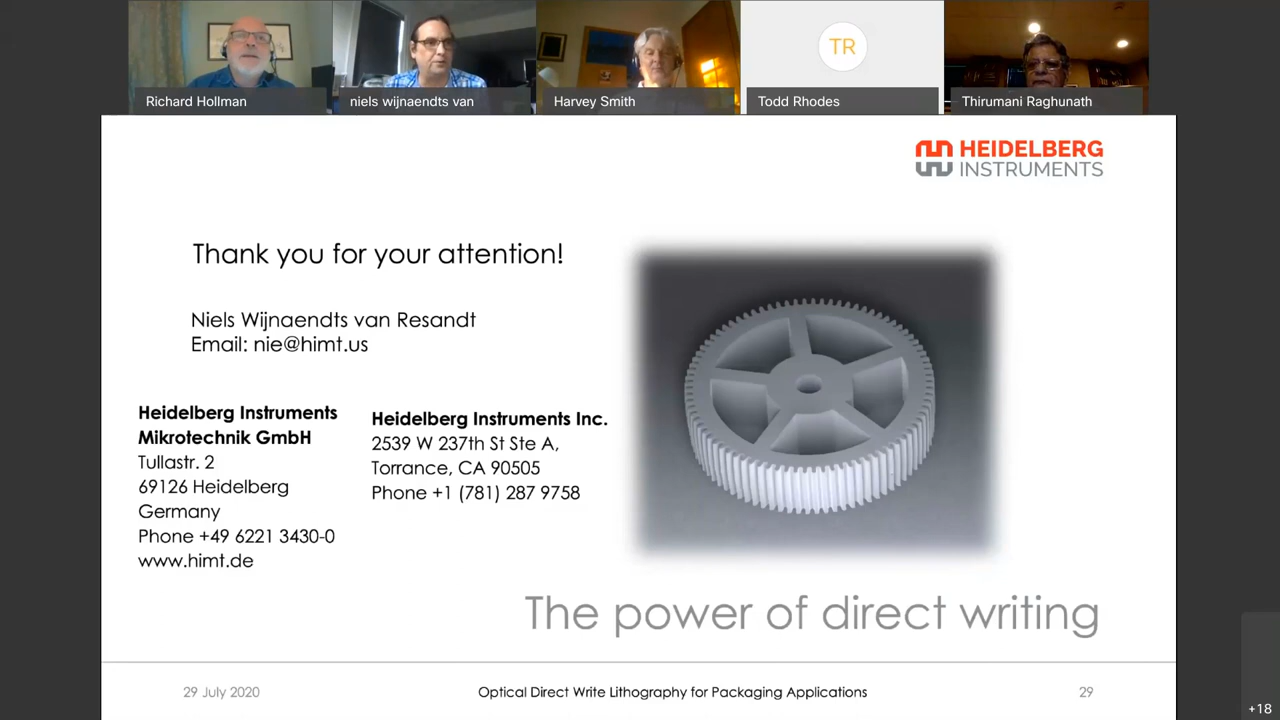 TR
Richard Hollman
niels wijnaendts van
Harvey Smith
Todd Rhodes
Thirumani Raghunath
HEIDELBERG
INSTRUMENTS
Thank you for your attention!
Niels Wijnaendts van Resandt
Email: nie@himt.us
Heidelberg Instruments
Mikrotechnik GmbH
Tullastr. 2
69126 Heidelberg
Germany
Phone +49 6221 3430-0
www.himt.de
Heidelberg Instruments Inc.
2539 W 237th St Ste A,
Torrance, CA 90505
Phone +1 (781) 287 9758
The power of direct writing
29 July 2020
Optical Direct Write Lithography for Packaging Applications
29
+18